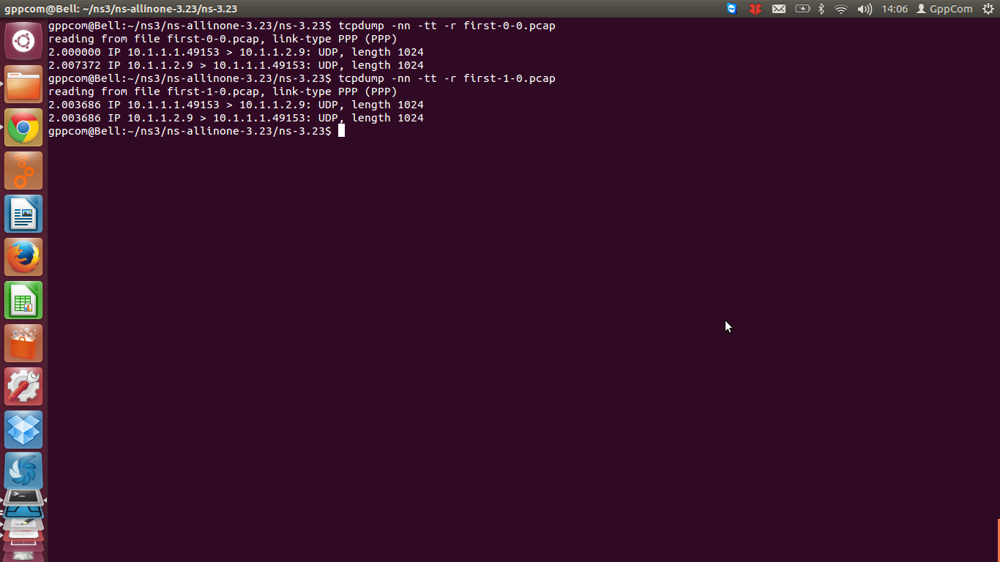 gppcom@Bell: ~/ns3/ns-allinone-3.23/ns-3.23
14:06
GppCom
gppcom@Bell:~/ns3/ns-allinone-3.23/ns-3.23$ tcpdump -nn -tt -r first-0-0.pcap
reading from file first-0-0.pcap, link-type PPP (PPP)
2.000000 IP 10.1.1.1.49153 > 10.1.1.2.9: UDP, length 1024
2.007372 IP 10.1.1.2.9 > 10.1.1.1.49153: UDP, length 1024
gppcom@Bell:~/ns3/ns-allinone-3.23/ns-3.23$ tcpdump -nn -tt -r first-1-0.pcap
reading from file first-1-0.pcap, link-type PPP (PPP)
2.003686 IP 10.1.1.1.49153 > 10.1.1.2.9: UDP, length 1024
2.003686 IP 10.1.1.2.9 > 10.1.1.1.49153: UDP, length 1024
gppcom@Bell:~/ns3/ns-allinone-3.23/ns-3.23$